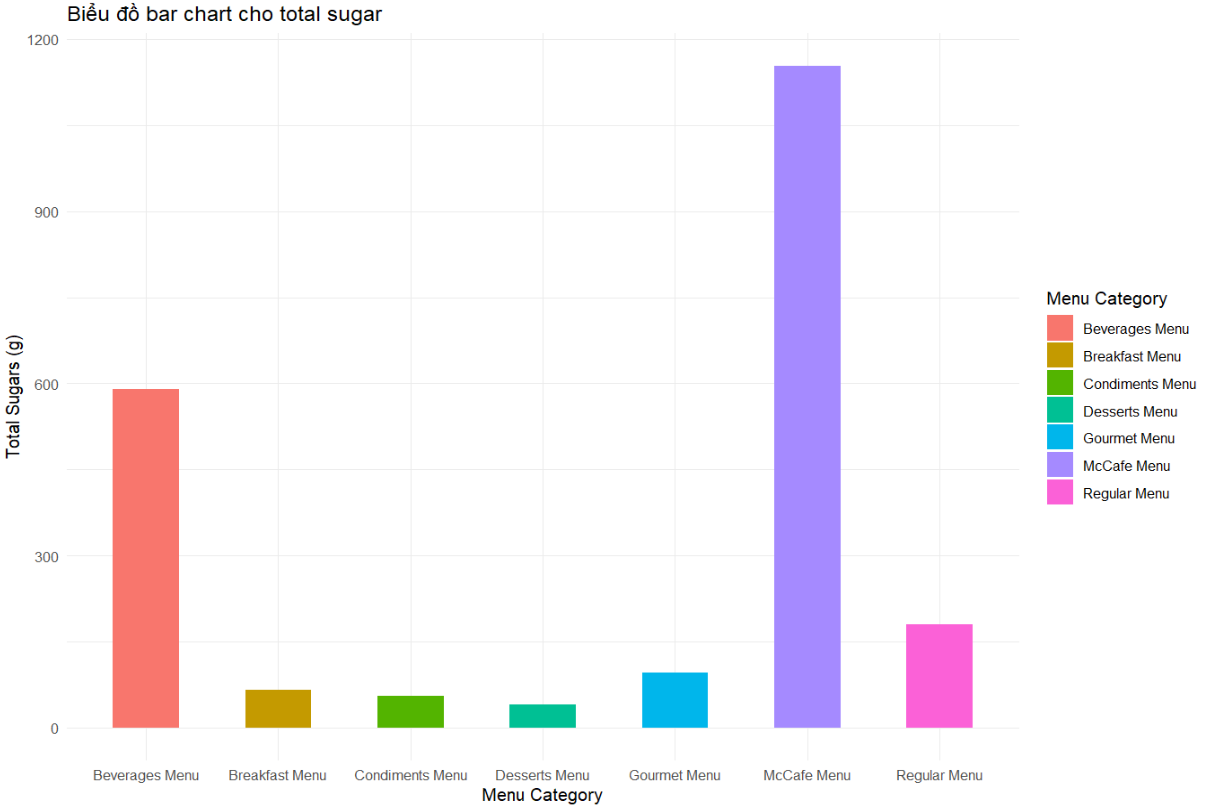 Biểu đồ bar chart cho total sugar
1200
900
600
300
0
Total Sugars (g)
Beverages Menu
Breakfast Menu
Condiments Menu
Desserts Menu
Gourmet Menu
McCafe Menu
Regular Menu
Menu Category
Menu Category
Beverages Menu
Breakfast Menu
Condiments Menu
Desserts Menu
Gourmet Menu
McCafe Menu
Regular Menu